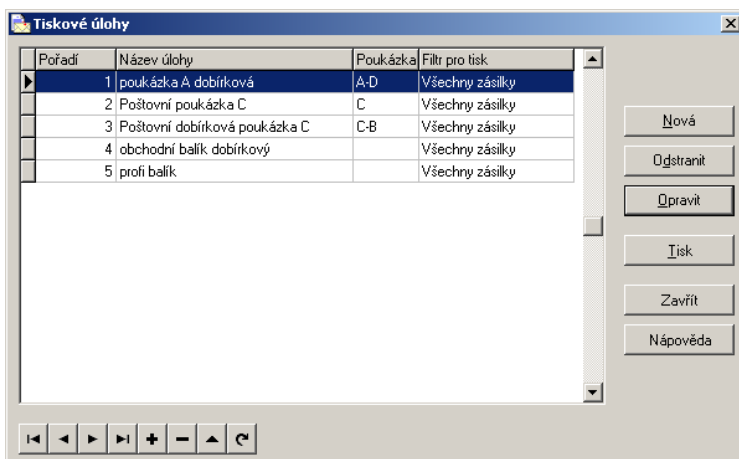 Tiskové úlohy
Pořadí Název úlohy Poukázka Filtr pro tisk
1 poukázka A dobírková A-D Všechny zásilky
2 Poštovní poukázka C C Všechny zásilky
3 Poštovní dobírková poukázka C C-B Všechny zásilky
4 obchodní balík dobírkový Všechny zásilky
5 profi balík Všechny zásilky
Nová
Odstranit
Opravit
Tisk
Zavřít
Nápověda